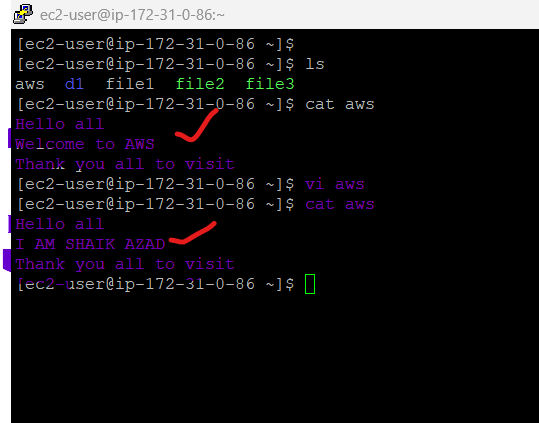 ec2-user@ip-172-31-0-86:~
[ec2-user@ip-172-31-0-86 ~]$
[ec2-user@ip-172-31-0-86 ~]$ ls
aws d1 file1 file2 file3
[ec2-user@ip-172-31-0-86 ~]$ cat aws
Hello all
Welcome to AWS
Thank you all to visit
[ec2-user@ip-172-31-0-86 ~]$ vi aws
[ec2-user@ip-172-31-0-86 ~]$ cat aws
Hello all
I AM SHAIK AZAD
Thank you all to visit
[ec2-user@ip-172-31-0-86 ~]$